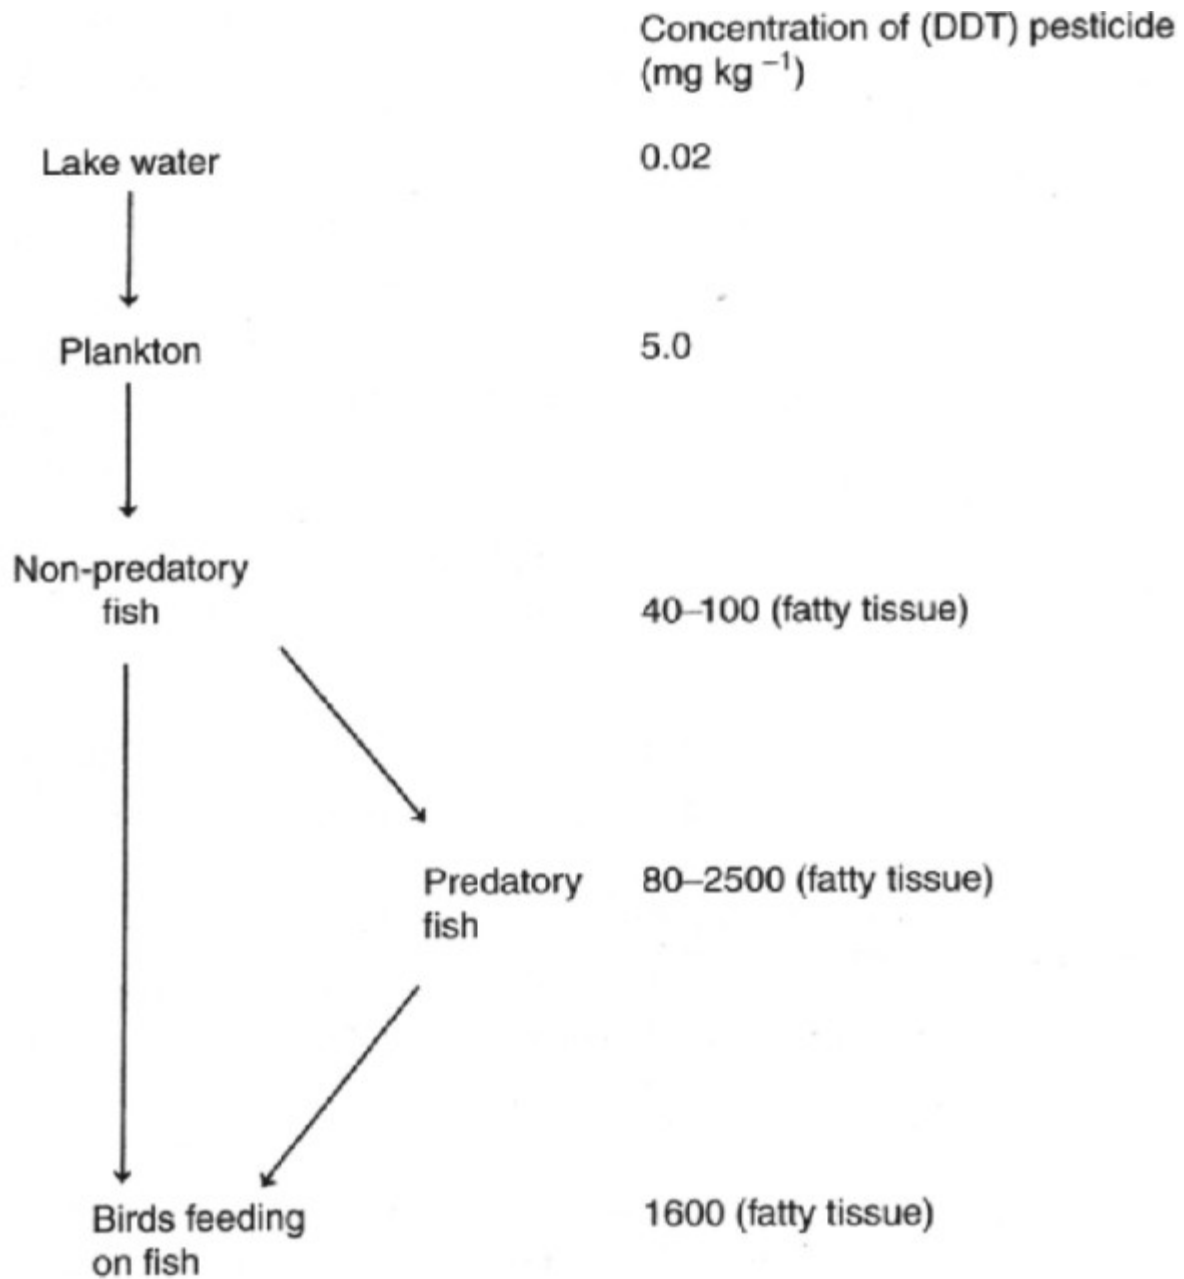 Concentration of (DDT) pesticide
(mg kg⁻¹)
Lake water 0.02
Plankton 5.0
Non-predatory
fish
40–100 (fatty tissue)
Predatory 80–2500 (fatty tissue)
fish
Birds feeding 1600 (fatty tissue)
on fish